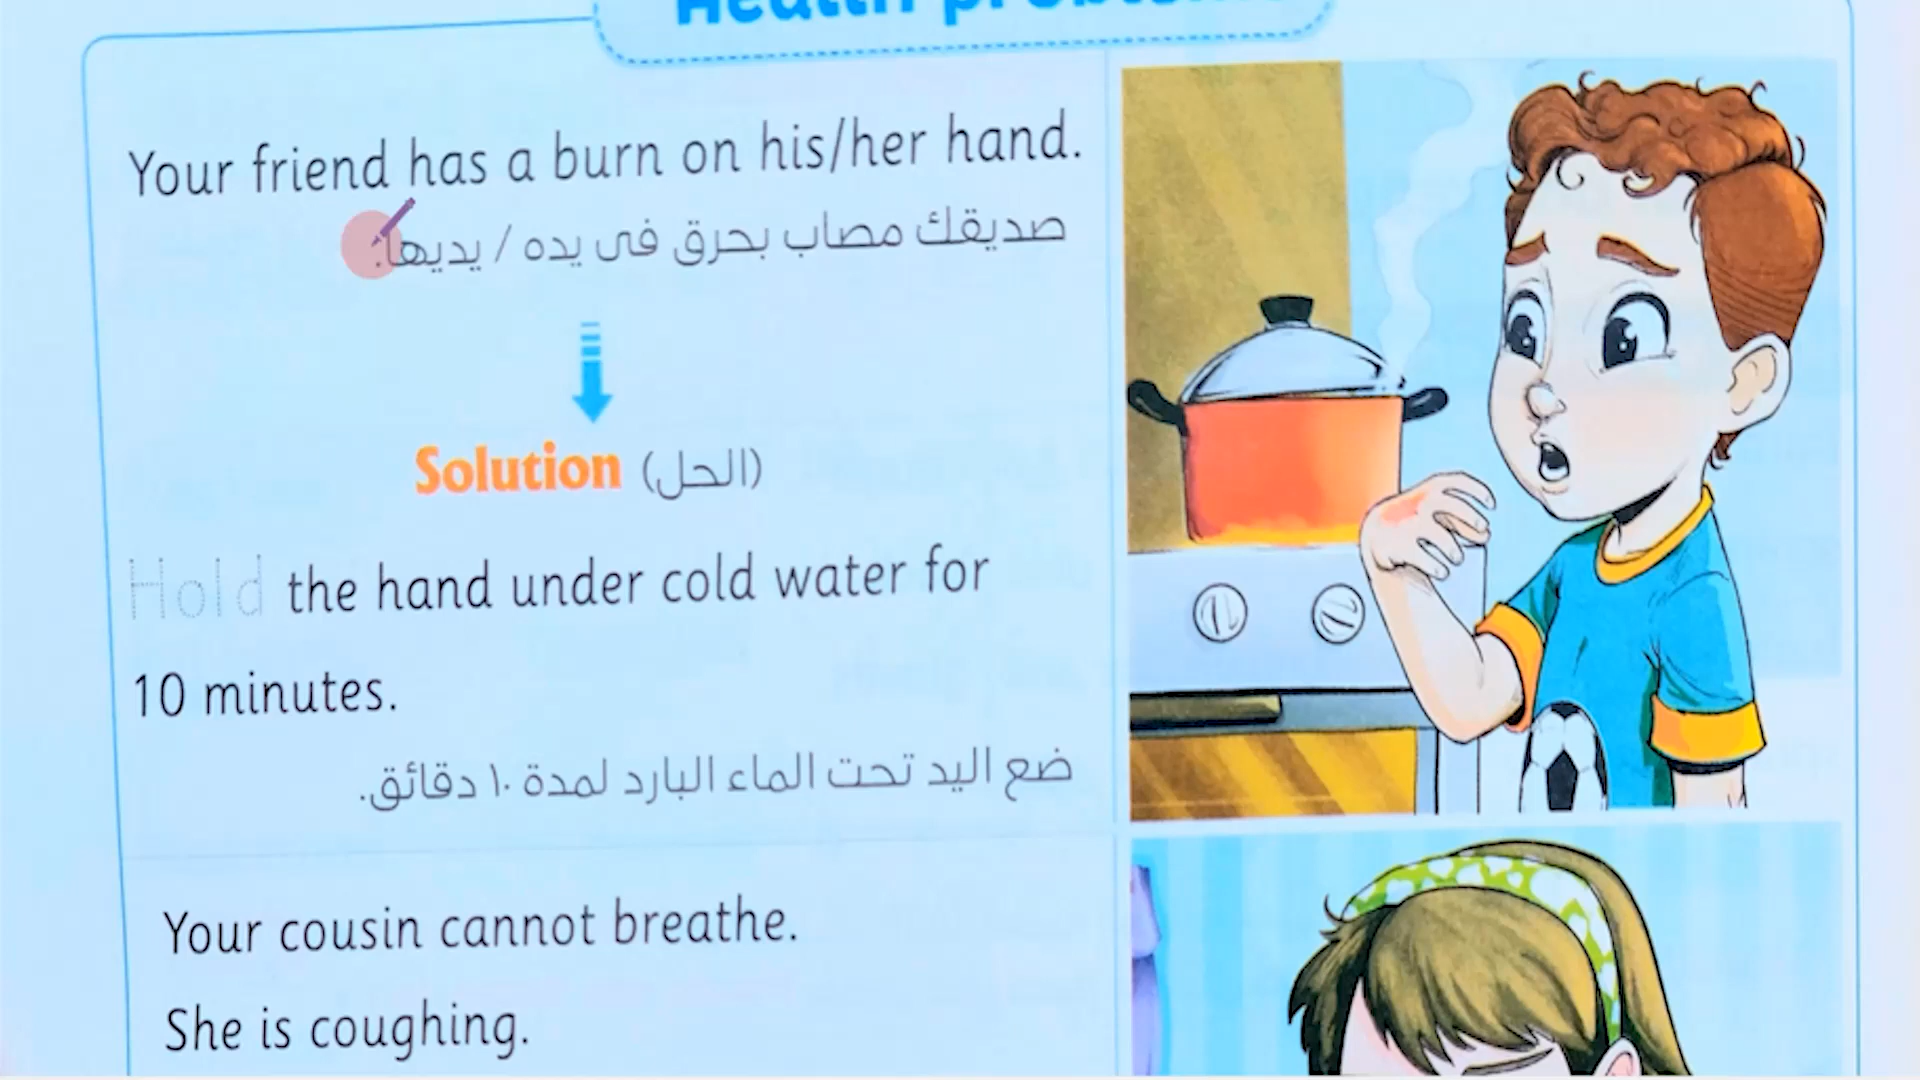 Health problems
Your friend has a burn on his/her hand.
صديقك مصاب بحرق فى يده / يديها.
Solution (الحل)
Hold the hand under cold water for
10 minutes.
ضع اليد تحت الماء البارد لمدة ١٠ دقائق.
Your cousin cannot breathe.
She is coughing.